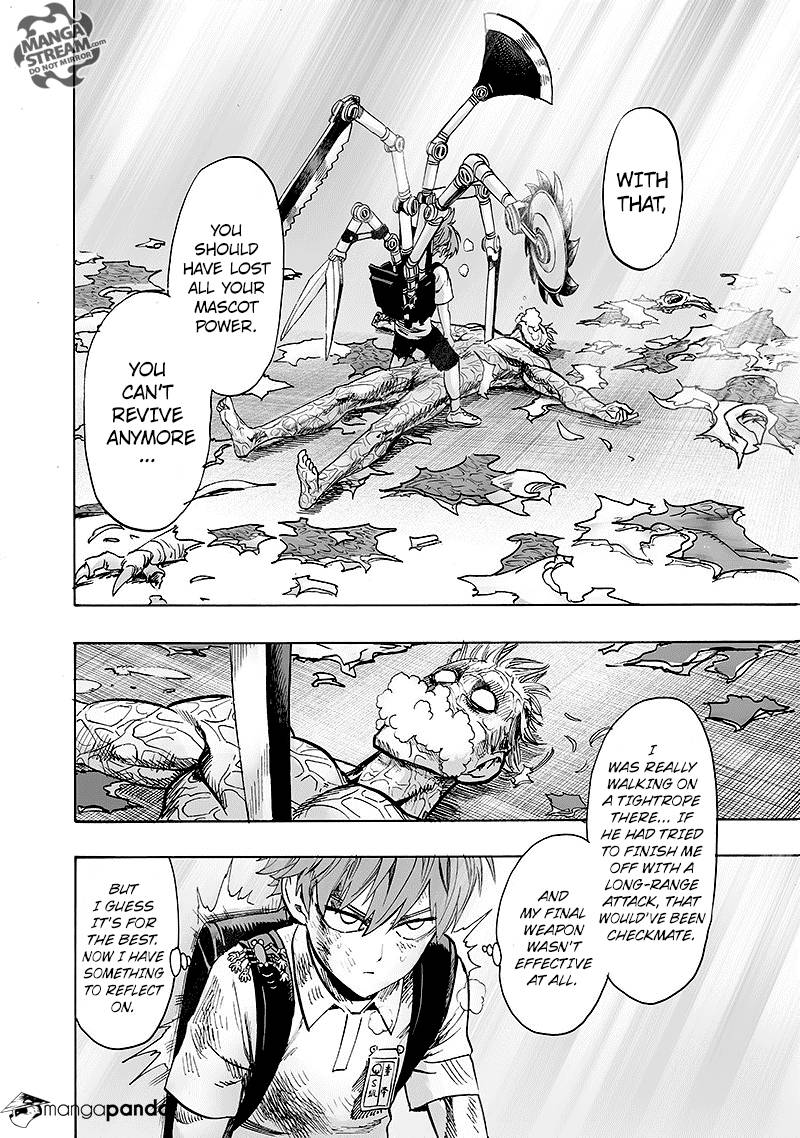 MANGA
STREAM.com
DO NOT MIRROR!
WITH
THAT,
YOU
SHOULD
HAVE LOST
ALL YOUR
MASCOT
POWER.
YOU
CAN'T
REVIVE
ANYMORE
...
I
WAS REALLY
WALKING ON
A TIGHTROPE
THERE... IF
HE HAD TRIED
TO FINISH ME
OFF WITH A
LONG-RANGE
ATTACK, THAT
WOULD'VE BEEN
CHECKMATE.
AND
MY FINAL
WEAPON
WASN'T
EFFECTIVE
AT ALL.
BUT
I GUESS
IT'S FOR
THE BEST.
NOW I HAVE
SOMETHING
TO REFLECT
ON.
S級
mangapanda